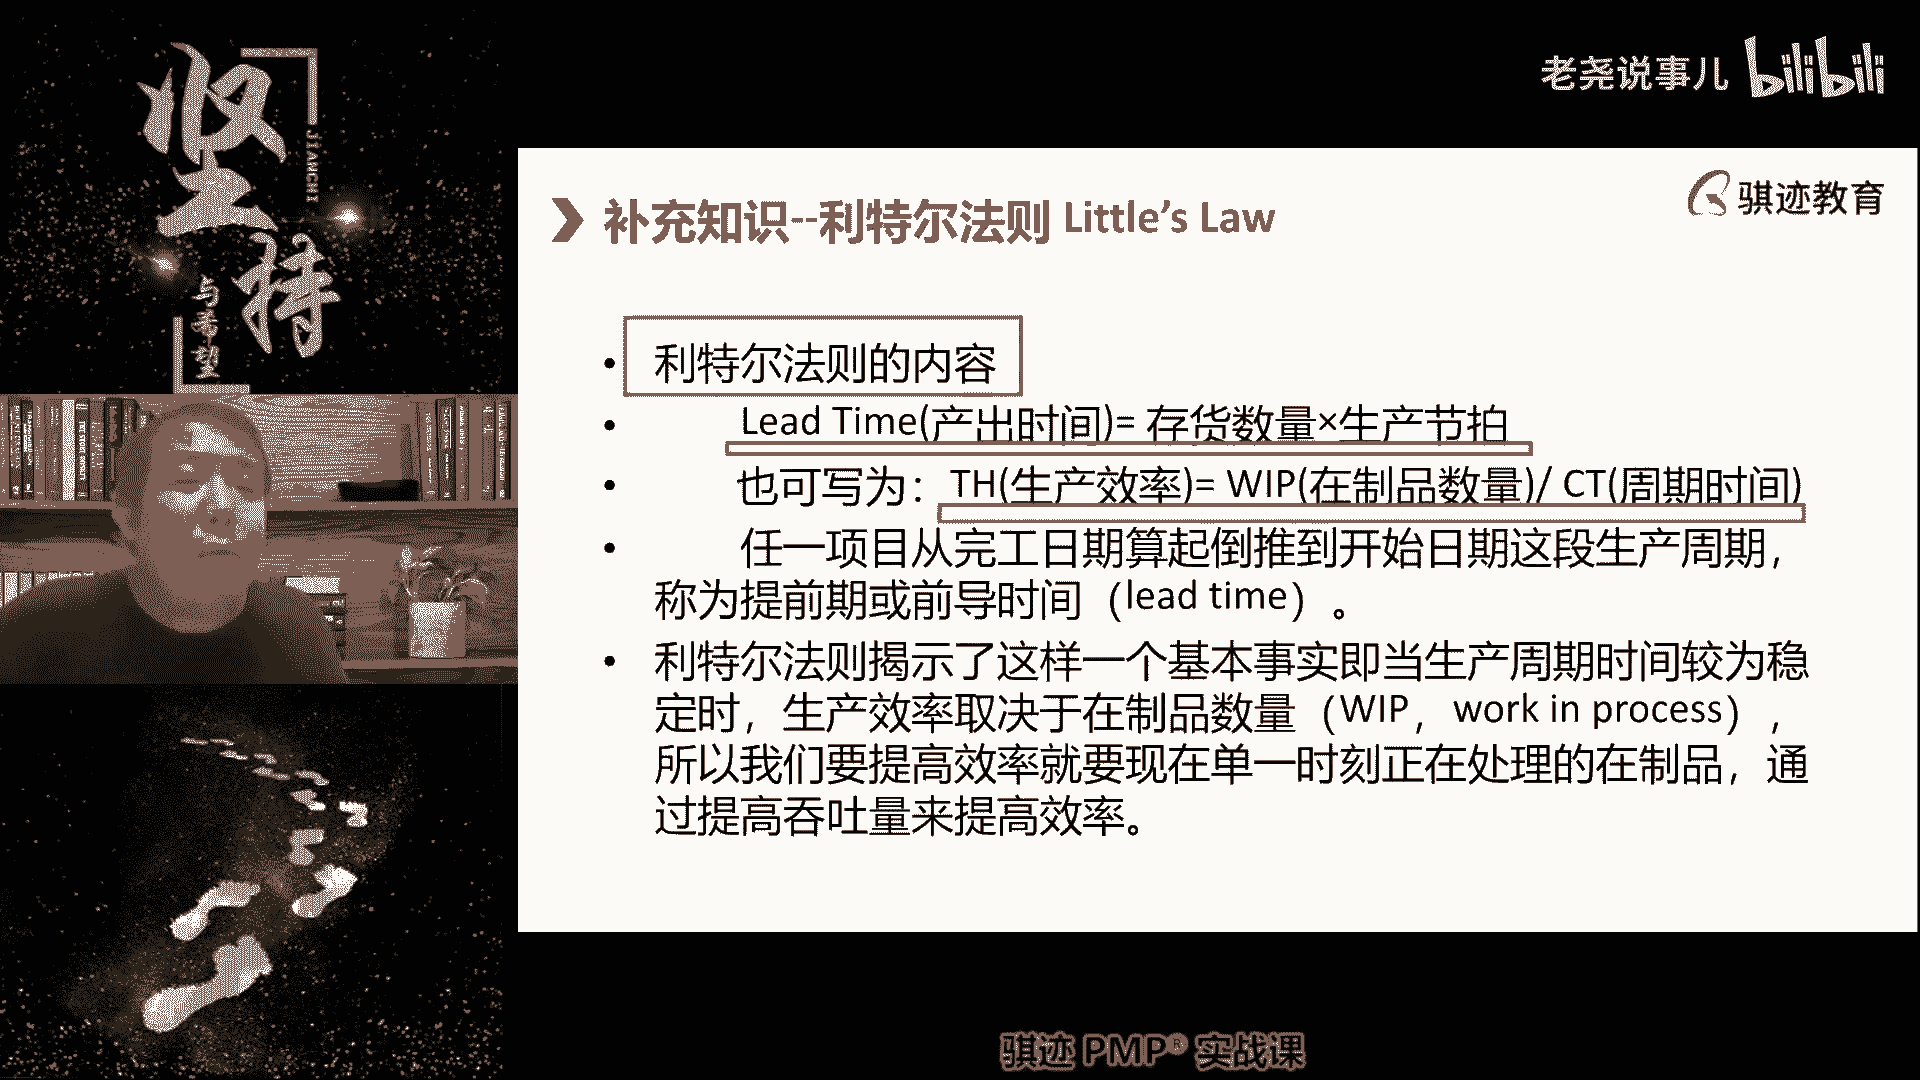 坚持
JIANCHI
与希望
老尧说事儿 bilibili
骐迹教育
补充知识--利特尔法则 Little's Law
• 利特尔法则的内容
• Lead Time(产出时间)= 存货数量×生产节拍
• 也可写为：TH(生产效率)= WIP(在制品数量)/ CT(周期时间)
• 任一项目从完工日期算起倒推到开始日期这段生产周期，
称为提前期或前导时间（lead time）。
• 利特尔法则揭示了这样一个基本事实即当生产周期时间较为稳
定时，生产效率取决于在制品数量（WIP，work in process），
所以我们要提高效率就要现在单一时刻正在处理的在制品，通
过提高吞吐量来提高效率。
骐迹 PMP® 实战课